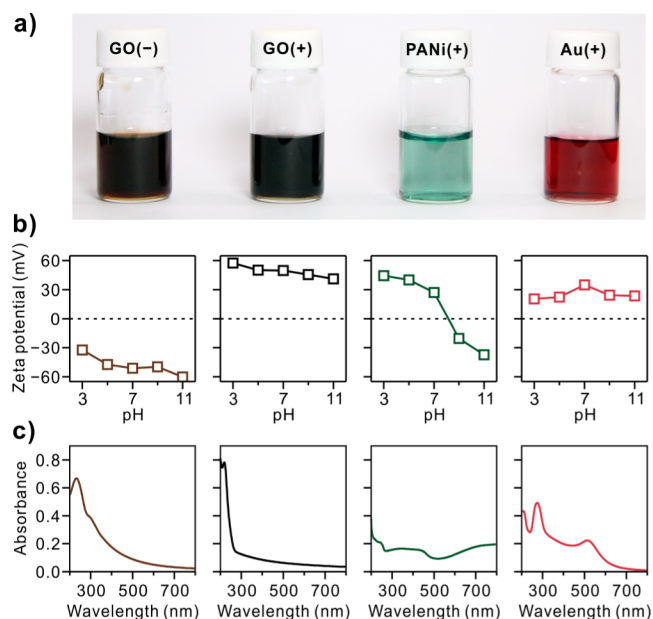 a)
GO(−) GO(+) PANi(+) Au(+)
b)
Zeta potential (mV)
60
30
0
−30
−60
3 7 11 3 7 11 3 7 11 3 7 11
pH pH pH pH
c)
Absorbance
0.8
0.6
0.4
0.2
0.0
300 500 700 300 500 700 300 500 700 300 500 700
Wavelength (nm) Wavelength (nm) Wavelength (nm) Wavelength (nm)